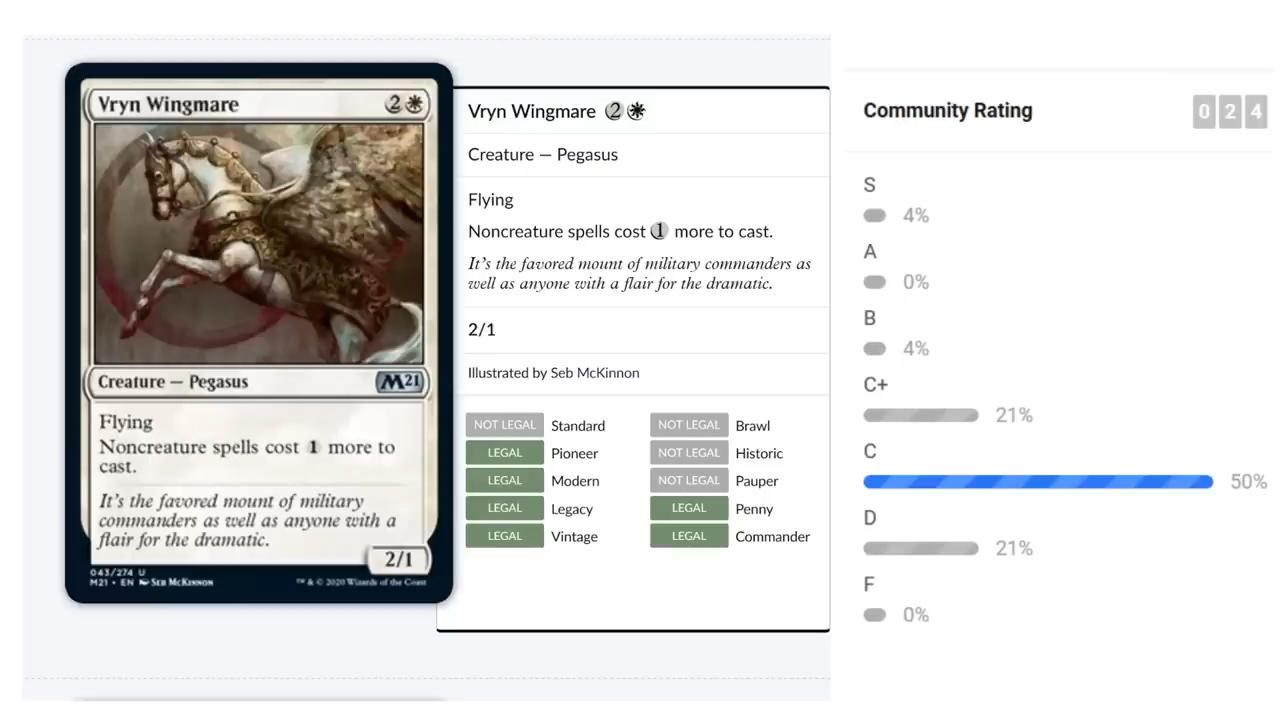 Vryn Wingmare 2
Creature — Pegasus
M21
Flying
Noncreature spells cost 1 more to
cast.
It's the favored mount of military
commanders as well as anyone with a
flair for the dramatic.
2/1
043/274 U
M21 • EN SEB MCKINNON
™ & © 2020 Wizards of the Coast
Vryn Wingmare 2
Creature — Pegasus
Flying
Noncreature spells cost 1 more to cast.
It's the favored mount of military commanders as
well as anyone with a flair for the dramatic.
2/1
Illustrated by Seb McKinnon
NOT LEGAL Standard NOT LEGAL Brawl
LEGAL Pioneer NOT LEGAL Historic
LEGAL Modern NOT LEGAL Pauper
LEGAL Legacy LEGAL Penny
LEGAL Vintage LEGAL Commander
Community Rating 0 2 4
S
4%
A
0%
B
4%
C+
21%
C
50%
D
21%
F
0%